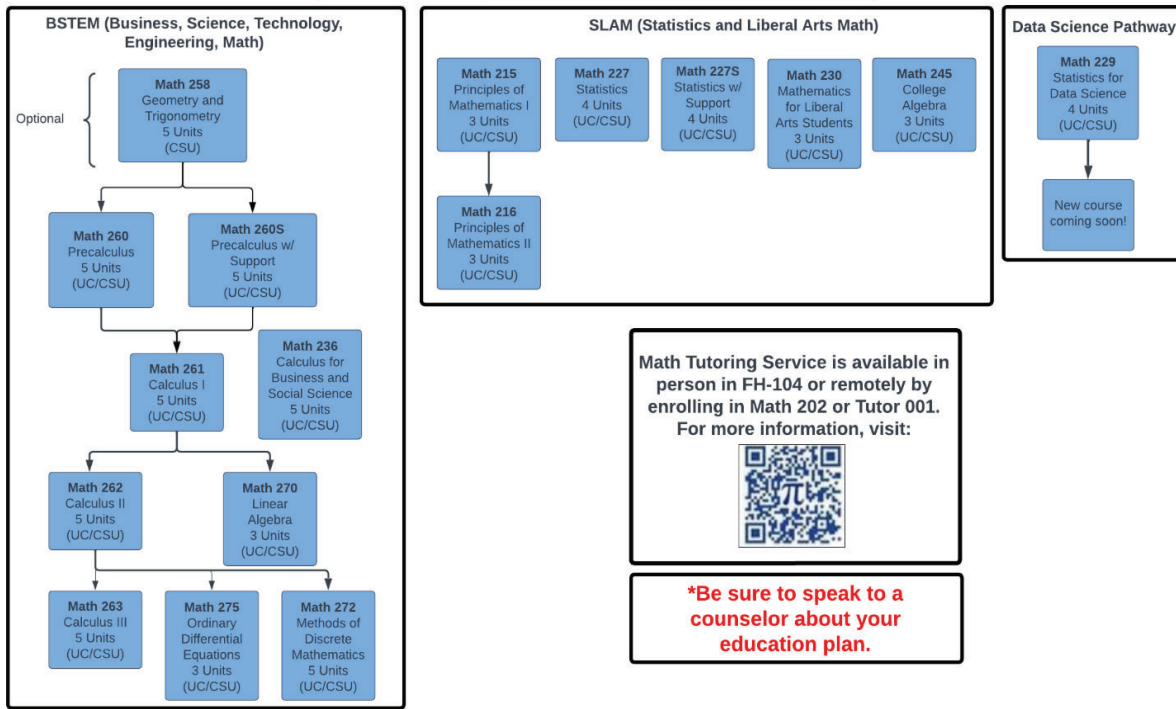 BSTEM (Business, Science, Technology,
Engineering, Math)
Optional
Math 258
Geometry and
Trigonometry
5 Units
(CSU)
Math 260
Precalculus
5 Units
(UC/CSU)
Math 260S
Precalculus w/
Support
5 Units
(UC/CSU)
Math 261
Calculus I
5 Units
(UC/CSU)
Math 236
Calculus for
Business and
Social Science
5 Units
(UC/CSU)
Math 262
Calculus II
5 Units
(UC/CSU)
Math 270
Linear
Algebra
3 Units
(UC/CSU)
Math 263
Calculus III
5 Units
(UC/CSU)
Math 275
Ordinary
Differential
Equations
3 Units
(UC/CSU)
Math 272
Methods of
Discrete
Mathematics
5 Units
(UC/CSU)
SLAM (Statistics and Liberal Arts Math)
Math 215
Principles of
Mathematics I
3 Units
(UC/CSU)
Math 227
Statistics
4 Units
(UC/CSU)
Math 227S
Statistics w/
Support
4 Units
(UC/CSU)
Math 230
Mathematics
for Liberal
Arts Students
3 Units
(UC/CSU)
Math 245
College
Algebra
3 Units
(UC/CSU)
Math 216
Principles of
Mathematics II
3 Units
(UC/CSU)
Data Science Pathway
Math 229
Statistics for
Data Science
4 Units
(UC/CSU)
New course
coming soon!
Math Tutoring Service is available in
person in FH-104 or remotely by
enrolling in Math 202 or Tutor 001.
For more information, visit:
π
*Be sure to speak to a
counselor about your
education plan.